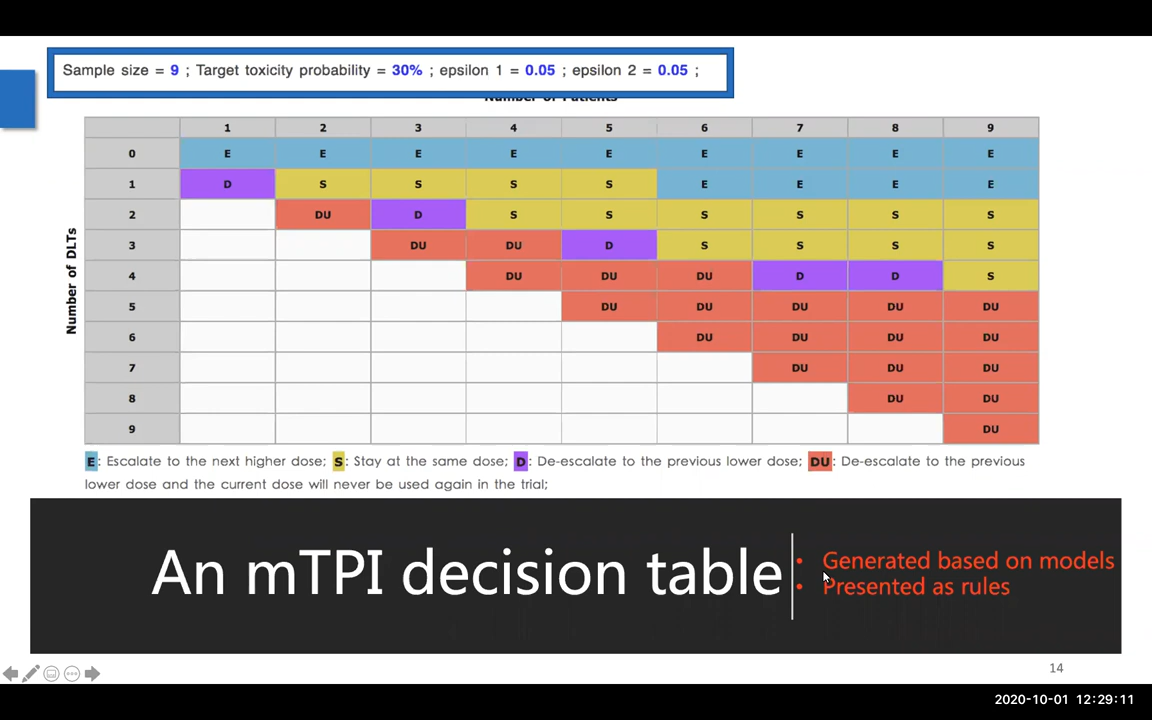 Sample size = 9 ; Target toxicity probability = 30% ; epsilon 1 = 0.05 ; epsilon 2 = 0.05 ;
Number of Patients
1 2 3 4 5 6 7 8 9
Number of DLTs
0 E E E E E E E E E
1 D S S S S E E E E
2 DU D S S S S S S
3 DU DU D S S S S
4 DU DU DU D D S
5 DU DU DU DU DU
6 DU DU DU DU
7 DU DU DU
8 DU DU
9 DU
E: Escalate to the next higher dose; S: Stay at the same dose; D: De-escalate to the previous lower dose; DU: De-escalate to the previous
lower dose and the current dose will never be used again in the trial;
An mTPI decision table
• Generated based on models
• Presented as rules
14
2020-10-01 12:29:11